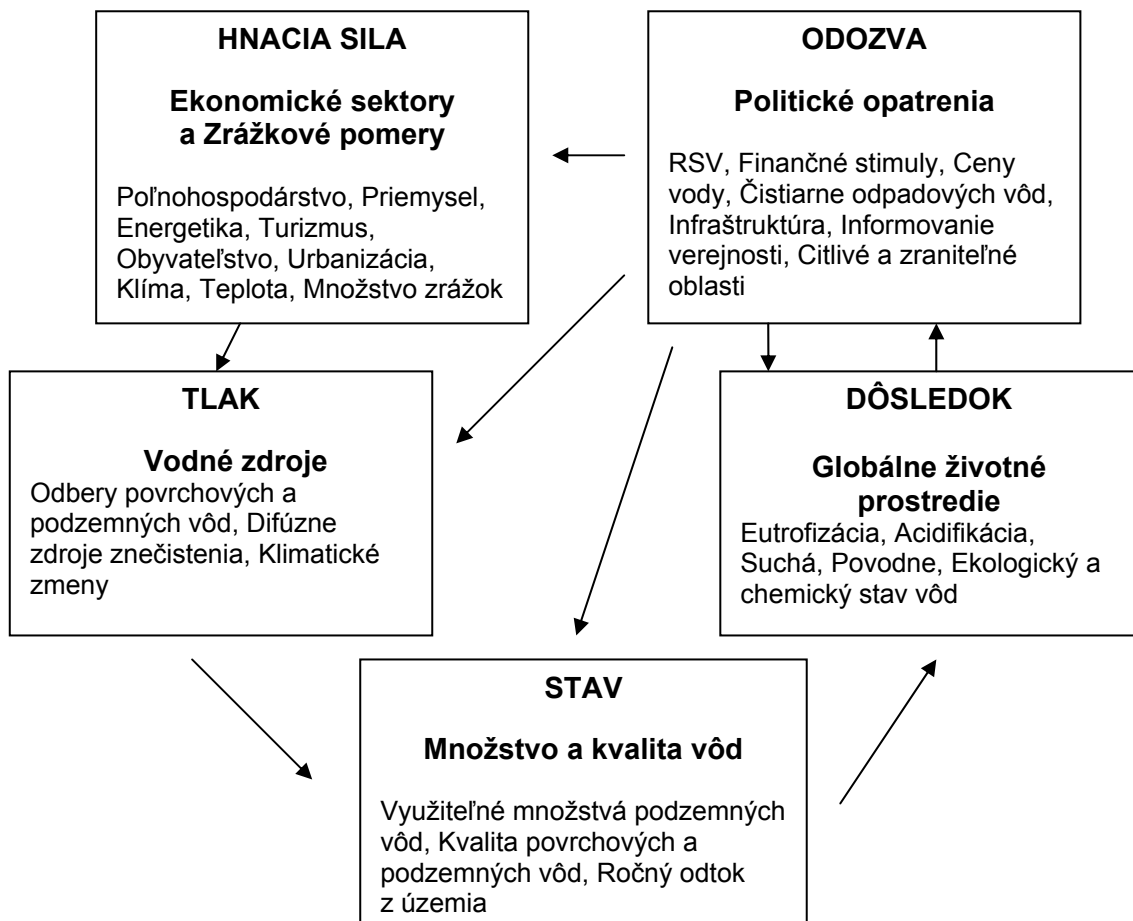 HNACIA SILA
Ekonomické sektory
a Zrážkové pomery
Poľnohospodárstvo, Priemysel,
Energetika, Turizmus,
Obyvateľstvo, Urbanizácia,
Klíma, Teplota, Množstvo zrážok
ODOZVA
Politické opatrenia
RSV, Finančné stimuly, Ceny
vody, Čistiarne odpadových vôd,
Infraštruktúra, Informovanie
verejnosti, Citlivé a zraniteľné
oblasti
TLAK
Vodné zdroje
Odbery povrchových a
podzemných vôd, Difúzne
zdroje znečistenia, Klimatické
zmeny
DÔSLEDOK
Globálne životné
prostredie
Eutrofizácia, Acidifikácia,
Suchá, Povodne, Ekologický a
chemický stav vôd
STAV
Množstvo a kvalita vôd
Využiteľné množstvá podzemných
vôd, Kvalita povrchových a
podzemných vôd, Ročný odtok
z územia